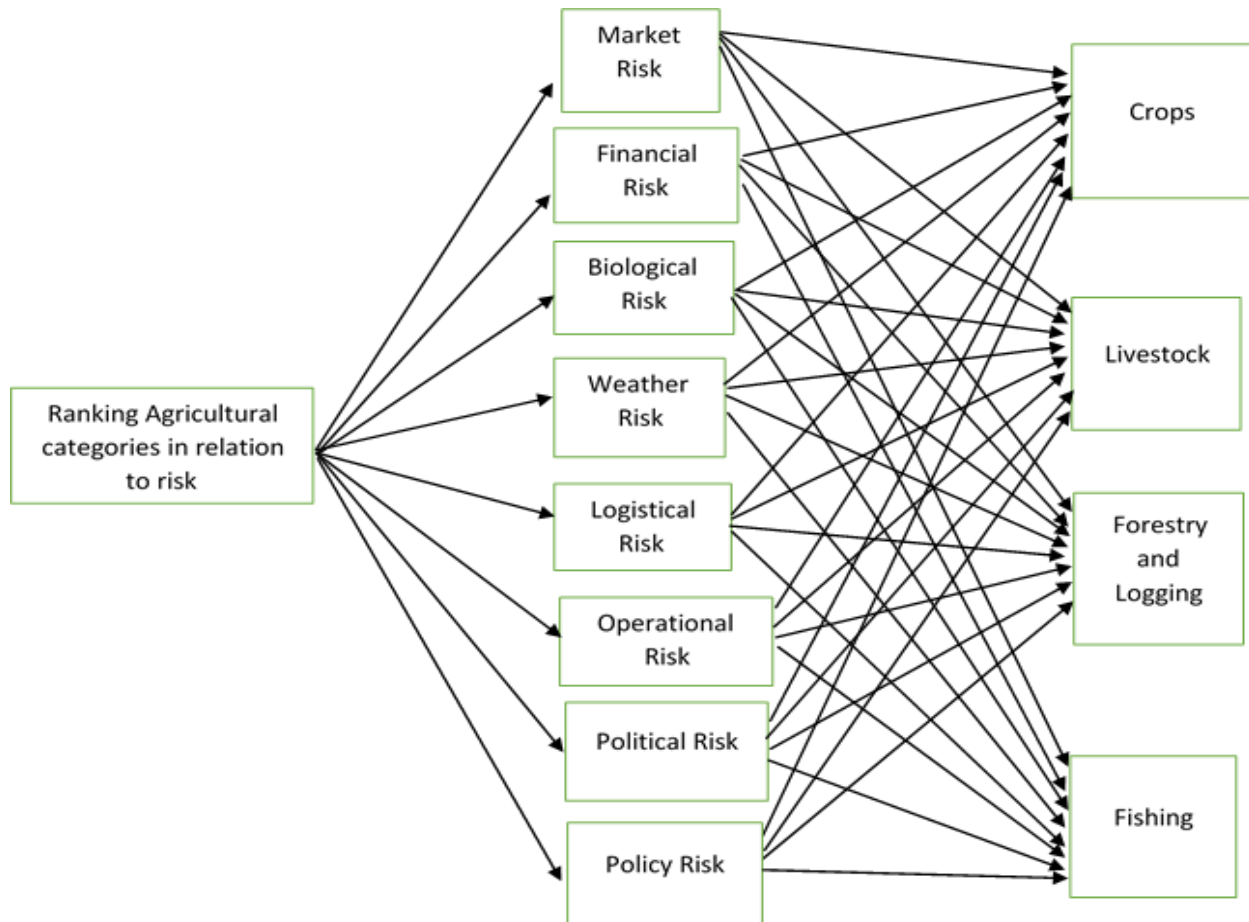 Ranking Agricultural
categories in relation
to risk
Market
Risk
Financial
Risk
Biological
Risk
Weather
Risk
Logistical
Risk
Operational
Risk
Political Risk
Policy Risk
Crops
Livestock
Forestry
and
Logging
Fishing